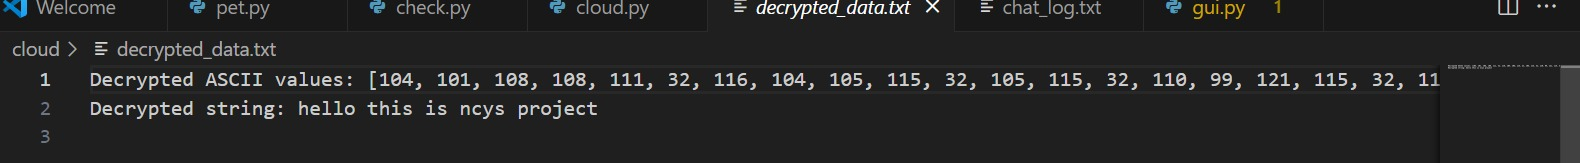 Welcome pet.py check.py cloud.py decrypted_data.txt chat_log.txt gui.py 1
cloud > decrypted_data.txt
1 Decrypted ASCII values: [104, 101, 108, 108, 111, 32, 116, 104, 105, 115, 32, 105, 115, 32, 110, 99, 121, 115, 32, 11
2 Decrypted string: hello this is ncys project
3